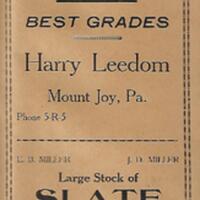 BEST GRADES
Harry Leedom
Mount Joy, Pa.
Phone 5-R-5
E. B. MILLER J. D. MILLER
Large Stock of
SLATE